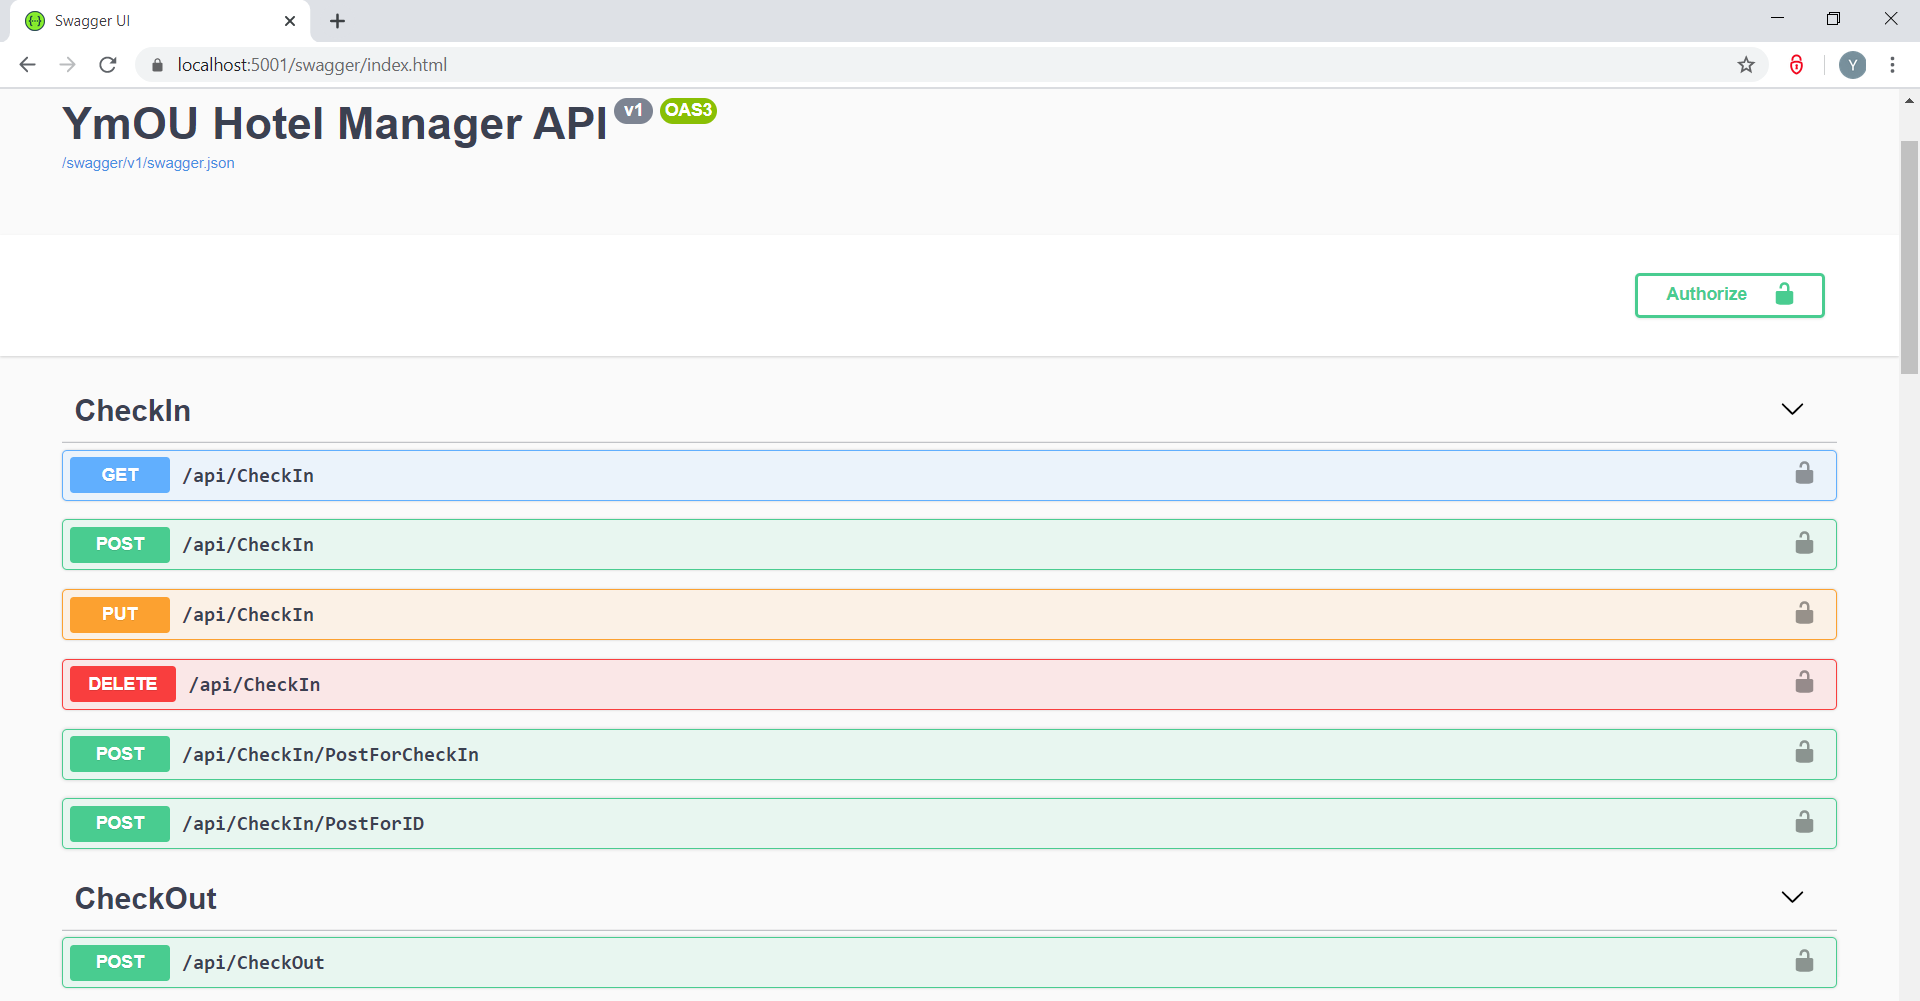 Swagger UI
localhost:5001/swagger/index.html
Y
YmOU Hotel Manager API v1 OAS3
/swagger/v1/swagger.json
Authorize
CheckIn
GET /api/CheckIn
POST /api/CheckIn
PUT /api/CheckIn
DELETE /api/CheckIn
POST /api/CheckIn/PostForCheckIn
POST /api/CheckIn/PostForID
CheckOut
POST /api/CheckOut